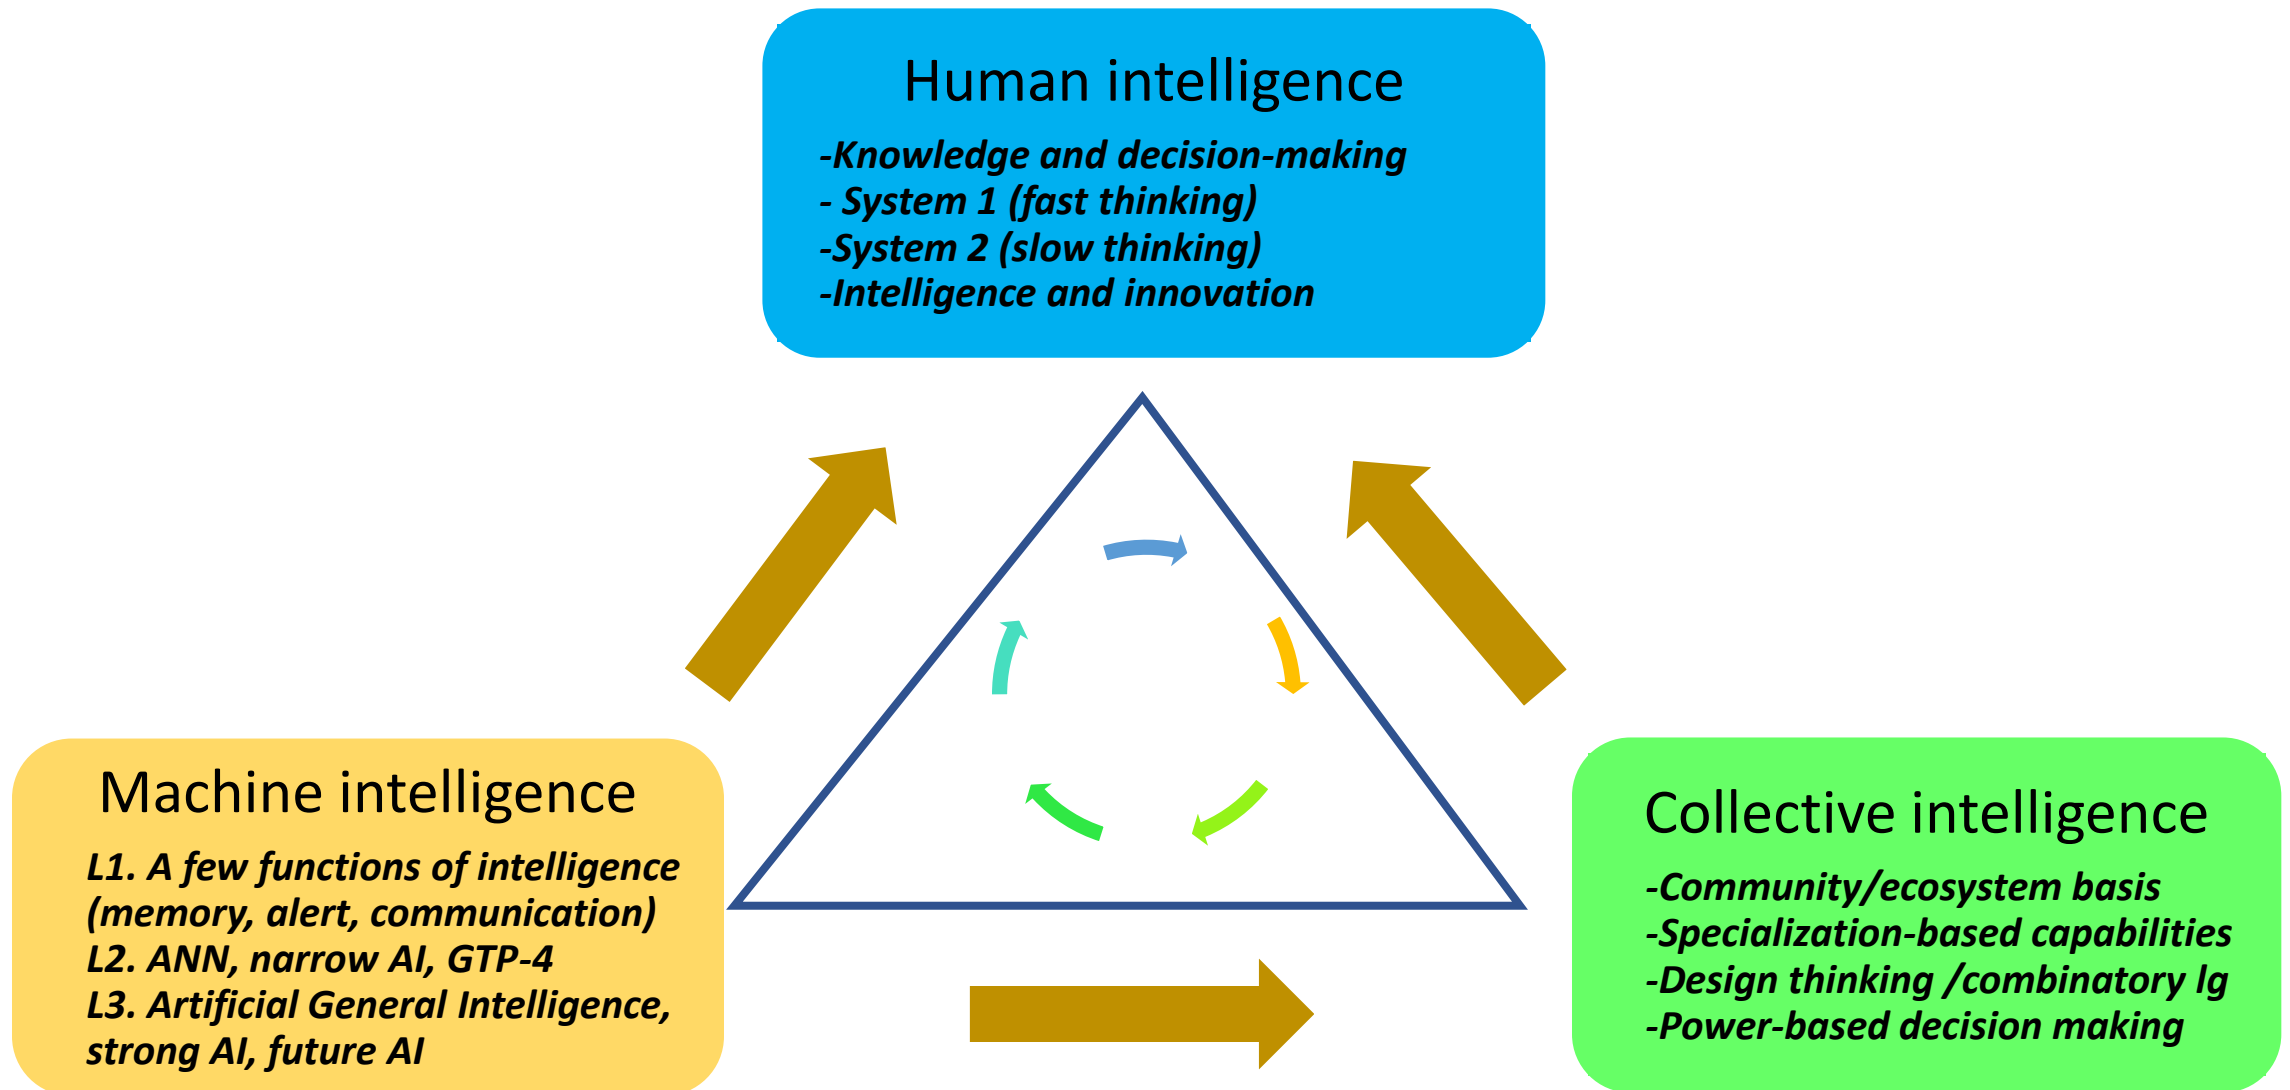 Human intelligence
-Knowledge and decision-making
- System 1 (fast thinking)
-System 2 (slow thinking)
-Intelligence and innovation
Machine intelligence
L1. A few functions of intelligence
(memory, alert, communication)
L2. ANN, narrow AI, GTP-4
L3. Artificial General Intelligence,
strong AI, future AI
Collective intelligence
-Community/ecosystem basis
-Specialization-based capabilities
-Design thinking /combinatory Ig
-Power-based decision making